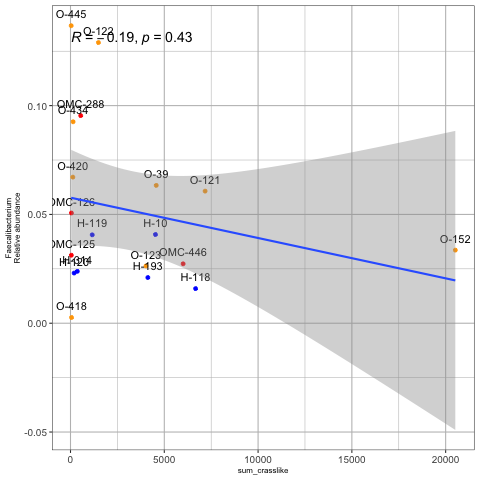 O-445
O-122
R = −0.19, p = 0.43
OMC-288
O-434
O-420
O-39
O-121
OMC-126
H-119
H-10
O-152
OMC-125
O-123
OMC-446
H-193
H-118
O-418
0.10
0.05
0.00
-0.05
Faecalibacterium
Relative abundance
0
5000
10000
15000
20000
sum_crasslike